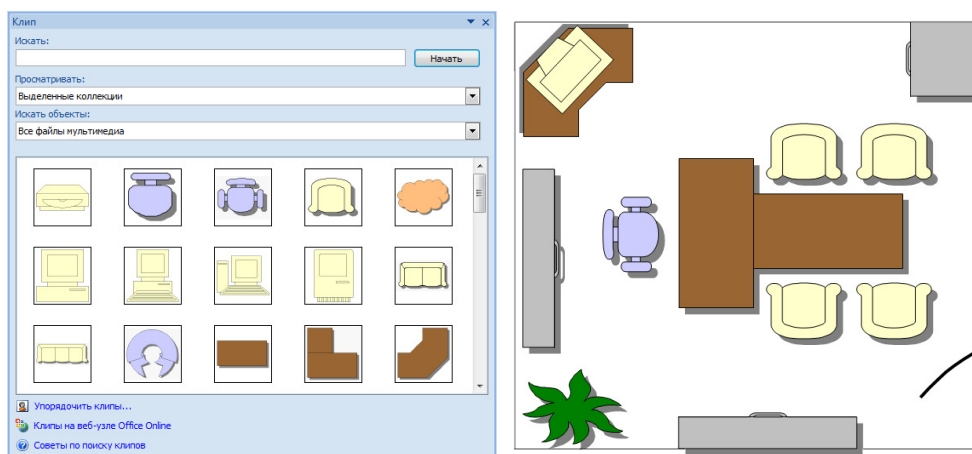 Клип
Искать:
Начать
Проснатривать:
Выделенные коллекции
Искать объекты:
Все файлы мультимедиа
Упорядочить клипы...
Клипы на веб-узле Office Online
Советы по поиску клипов